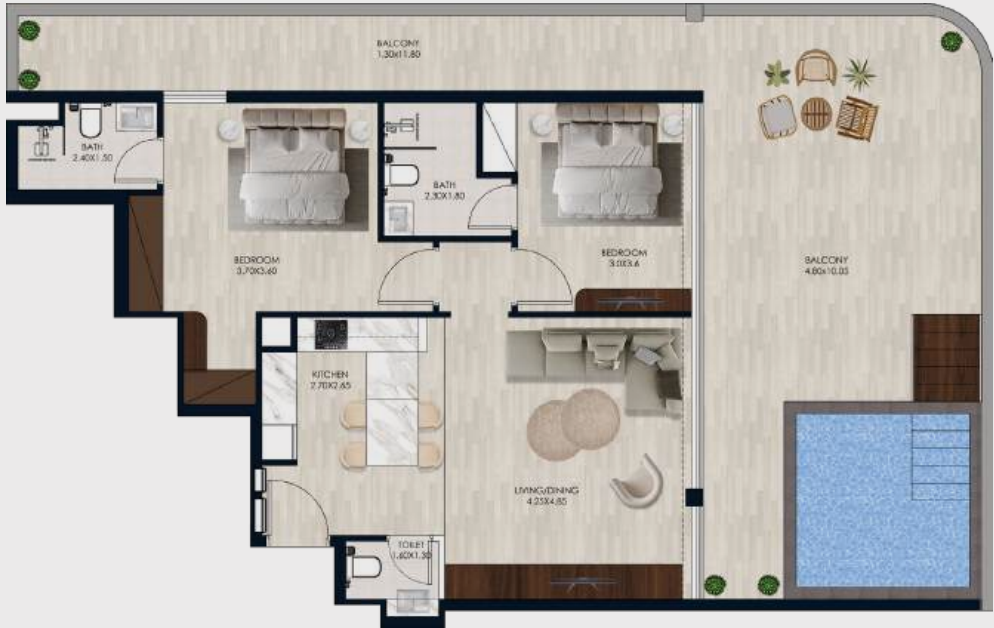 BALCONY
1.30x11.80
BATH
2.40X1.50
BATH
2.30X1.80
BEDROOM
3.70X3.60
BEDROOM
3.0X3.6
BALCONY
4.80x10.05
KITCHEN
2.70X2.65
LIVING/DINING
4.25X4.85
TOILET
1.60X1.30